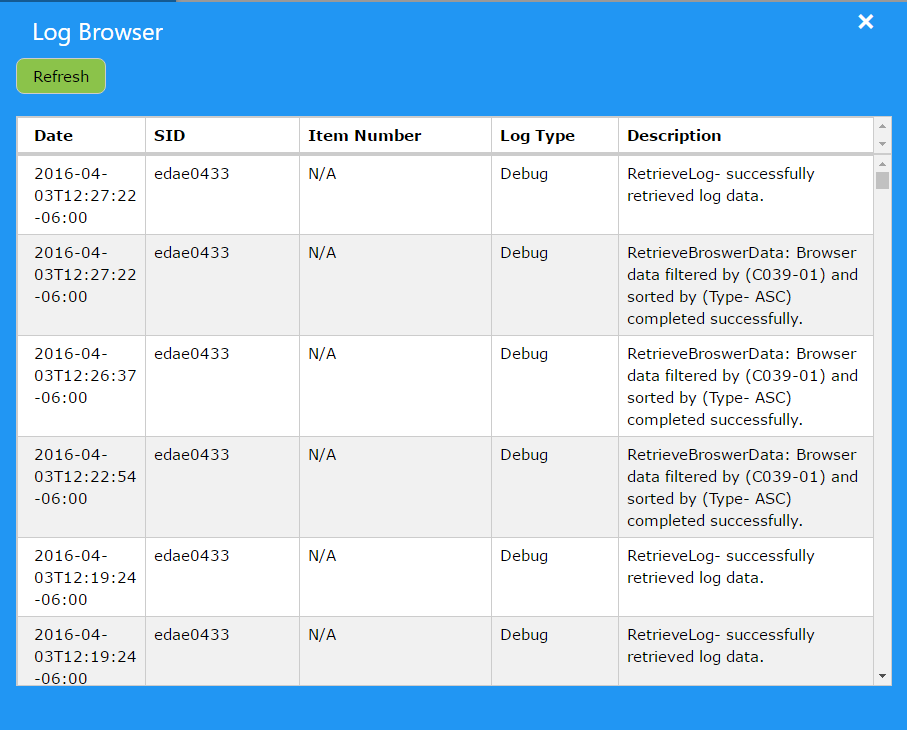 Log Browser
Refresh
Date SID Item Number Log Type Description
2016-04- edae0433 N/A Debug RetrieveLog- successfully
03T12:27:22 retrieved log data.
-06:00
2016-04- edae0433 N/A Debug RetrieveBroswerData: Browser
03T12:27:22 data filtered by (C039-01) and
-06:00 sorted by (Type- ASC)
completed successfully.
2016-04- edae0433 N/A Debug RetrieveBroswerData: Browser
03T12:26:37 data filtered by (C039-01) and
-06:00 sorted by (Type- ASC)
completed successfully.
2016-04- edae0433 N/A Debug RetrieveBroswerData: Browser
03T12:22:54 data filtered by (C039-01) and
-06:00 sorted by (Type- ASC)
completed successfully.
2016-04- edae0433 N/A Debug RetrieveLog- successfully
03T12:19:24 retrieved log data.
-06:00
2016-04- edae0433 N/A Debug RetrieveLog- successfully
03T12:19:24 retrieved log data.
-06:00